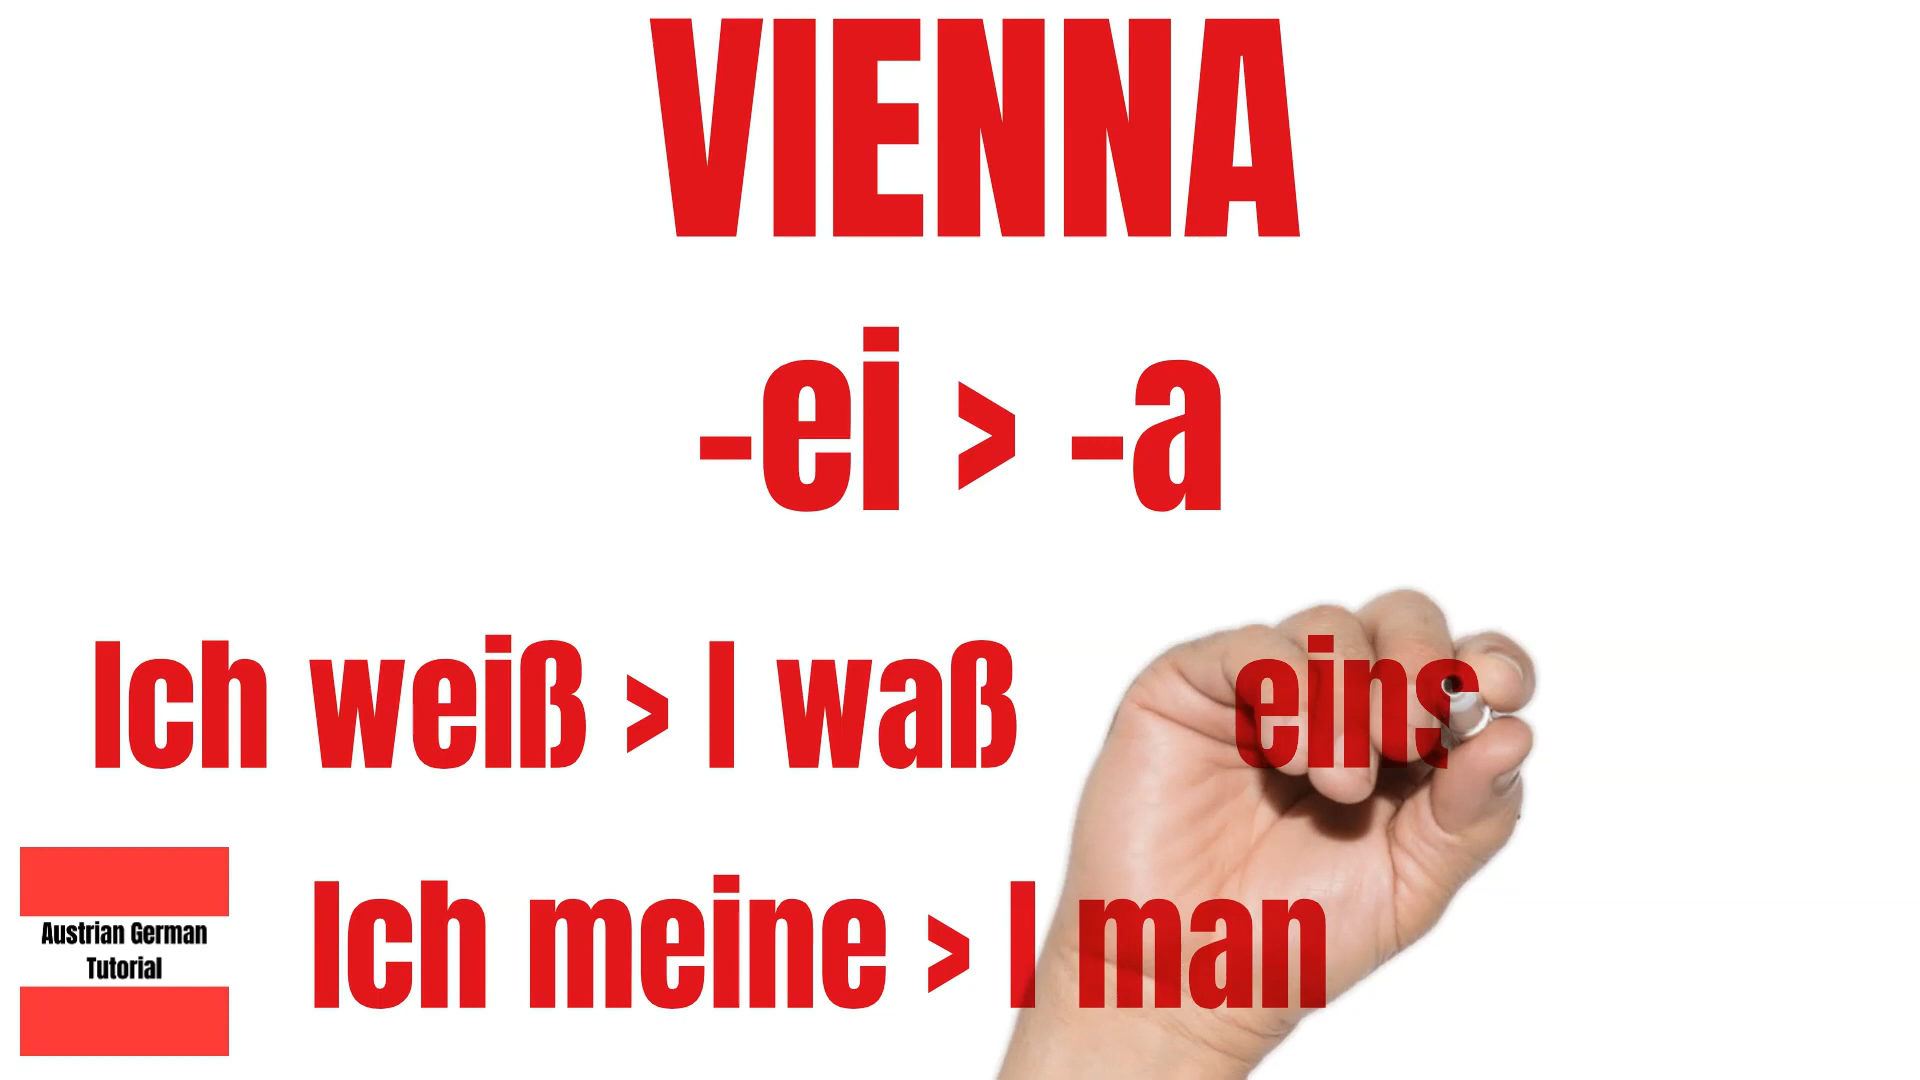 VIENNA
-ei > -a
Ich weiß > I waß eins
Ich meine > I man
Austrian German
Tutorial